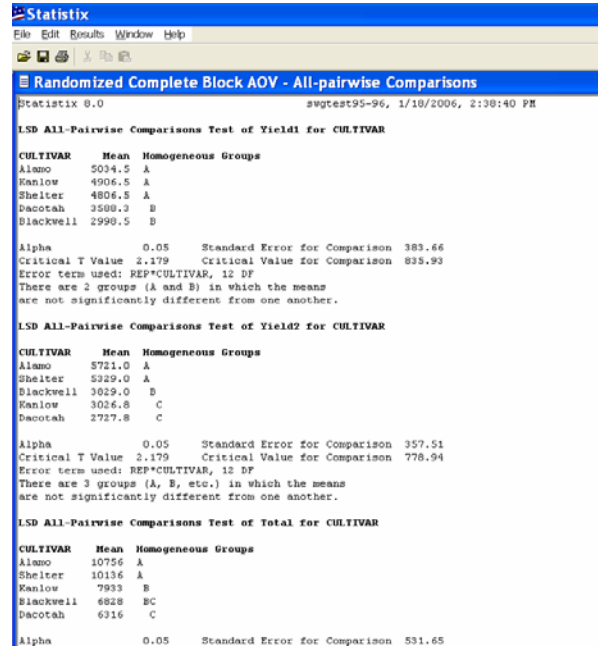 Statistix
File Edit Results Window Help
Randomized Complete Block AOV - All-pairwise Comparisons
Statistix 8.0 swgtest95-96, 1/18/2006, 2:38:40 PM
LSD All-Pairwise Comparisons Test of Yield1 for CULTIVAR
CULTIVAR Mean Homogeneous Groups
Alamo 5034.5 A
Kanlow 4906.5 A
Shelter 4806.5 A
Dacotah 3588.3 B
Blackwell 2998.5 B
Alpha 0.05 Standard Error for Comparison 383.66
Critical T Value 2.179 Critical Value for Comparison 835.93
Error term used: REP*CULTIVAR, 12 DF
There are 2 groups (A and B) in which the means
are not significantly different from one another.
LSD All-Pairwise Comparisons Test of Yield2 for CULTIVAR
CULTIVAR Mean Homogeneous Groups
Alamo 5721.0 A
Shelter 5329.0 A
Blackwell 3829.0 B
Kanlow 3026.8 C
Dacotah 2727.8 C
Alpha 0.05 Standard Error for Comparison 357.51
Critical T Value 2.179 Critical Value for Comparison 778.94
Error term used: REP*CULTIVAR, 12 DF
There are 3 groups (A, B, etc.) in which the means
are not significantly different from one another.
LSD All-Pairwise Comparisons Test of Total for CULTIVAR
CULTIVAR Mean Homogeneous Groups
Alamo 10756 A
Shelter 10136 A
Kanlow 7933 B
Blackwell 6828 BC
Dacotah 6316 C
Alpha 0.05 Standard Error for Comparison 531.65